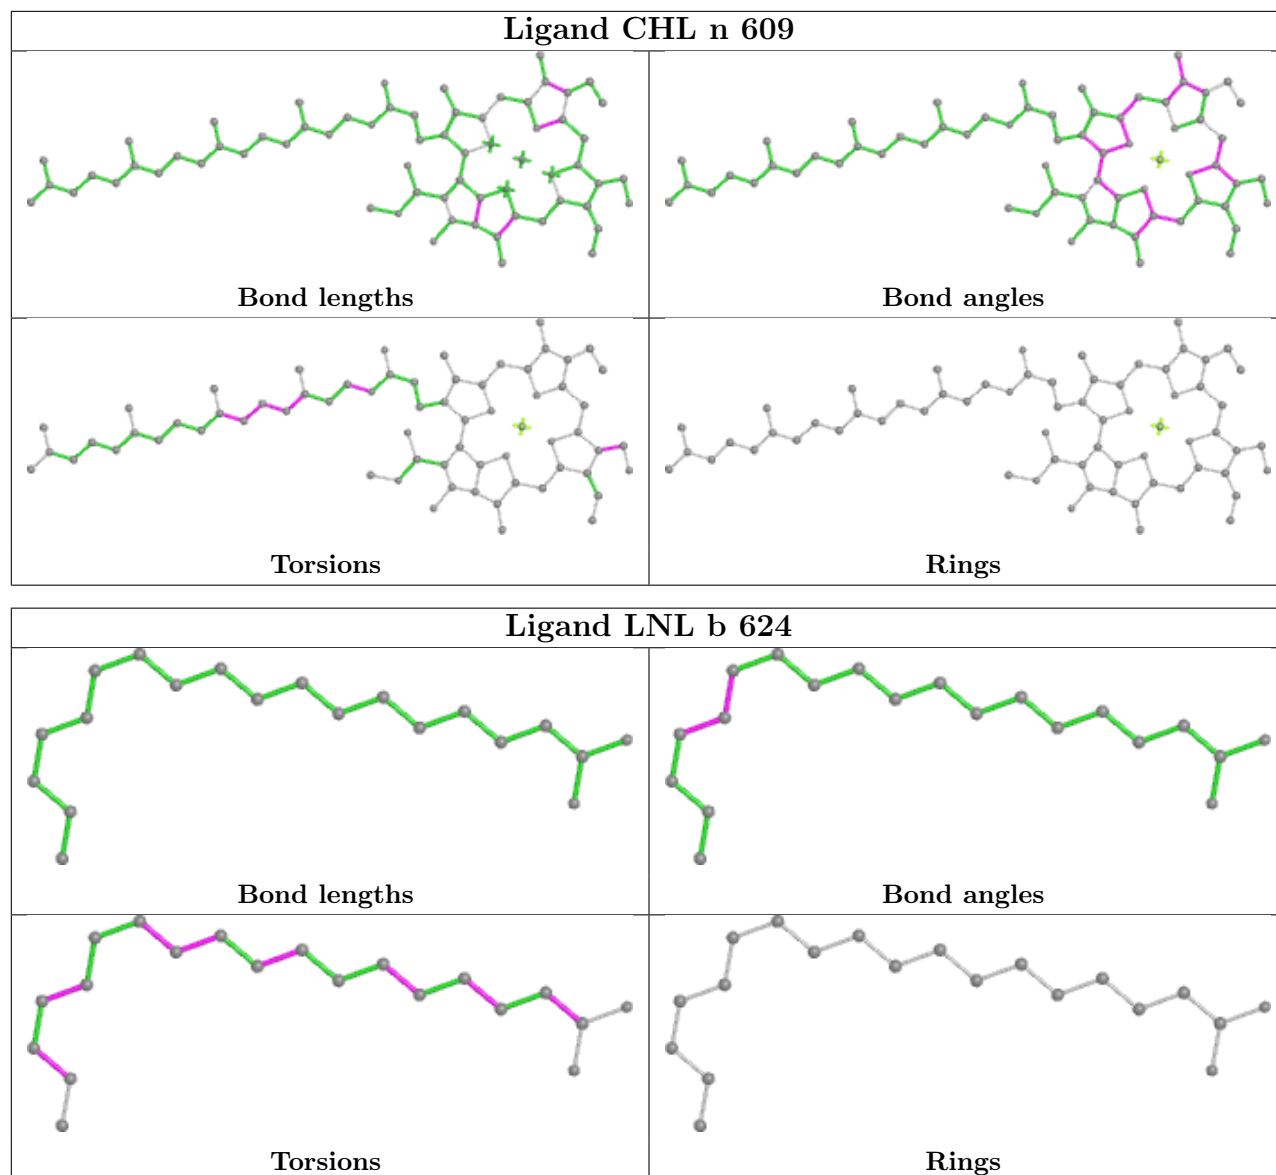 Ligand CHL n 609
Bond lengths
Bond angles
Torsions
Rings
Ligand LNL b 624
Bond lengths
Bond angles
Torsions
Rings